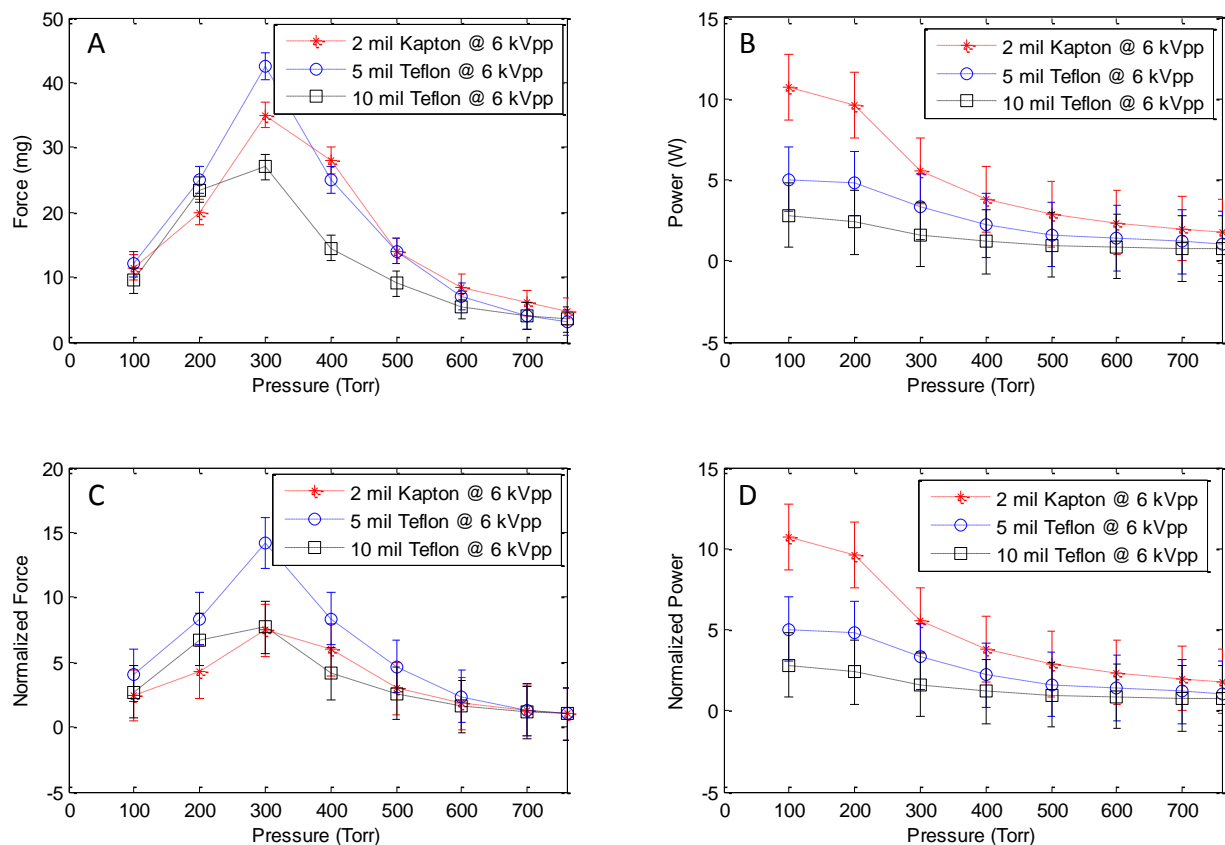 A
50
40
30
20
10
0
Force (mg)
0 100 200 300 400 500 600 700
Pressure (Torr)
2 mil Kapton @ 6 kVpp
5 mil Teflon @ 6 kVpp
10 mil Teflon @ 6 kVpp
B
15
10
5
0
-5
Power (W)
0 100 200 300 400 500 600 700
Pressure (Torr)
2 mil Kapton @ 6 kVpp
5 mil Teflon @ 6 kVpp
10 mil Teflon @ 6 kVpp
C
20
15
10
5
0
-5
Normalized Force
0 100 200 300 400 500 600 700
Pressure (Torr)
2 mil Kapton @ 6 kVpp
5 mil Teflon @ 6 kVpp
10 mil Teflon @ 6 kVpp
D
15
10
5
0
-5
Normalized Power
0 100 200 300 400 500 600 700
Pressure (Torr)
2 mil Kapton @ 6 kVpp
5 mil Teflon @ 6 kVpp
10 mil Teflon @ 6 kVpp